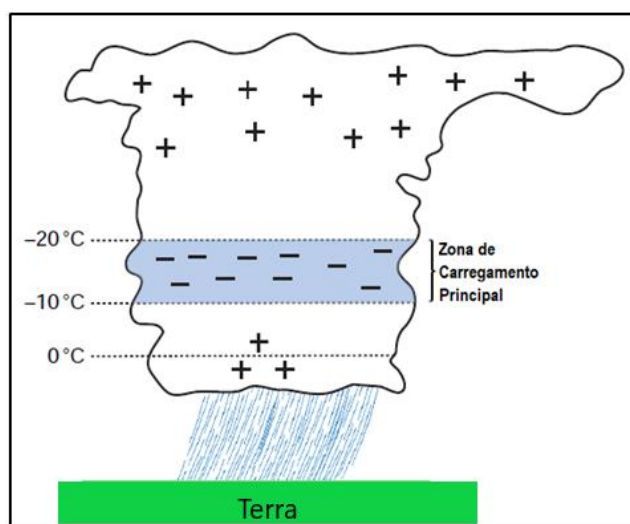 −20 °C
Zona de
Carregamento
Principal
−10 °C
0 °C
Terra